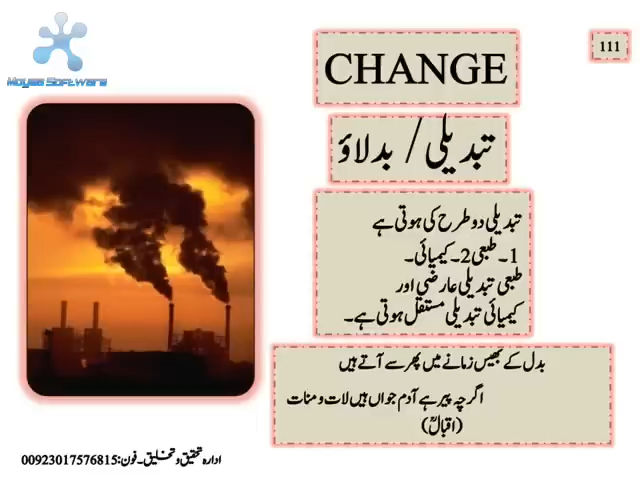 Moyea Software
111
CHANGE
تبدیلی / بدلاؤ
تبدیلی دو طرح کی ہوتی ہے
1۔ طبعی 2۔ کیمیائی۔
طبعی تبدیلی عارضی اور
کیمیائی تبدیلی مستقل ہوتی ہے۔
بدل کے بھیس زمانے میں پھر سے آتے ہیں
اگرچہ پیر ہے آدم جواں ہیں لات و منات
(اقبالؒ)
ادارہ تحقیق و تخلیق۔ فون: 00923017576815